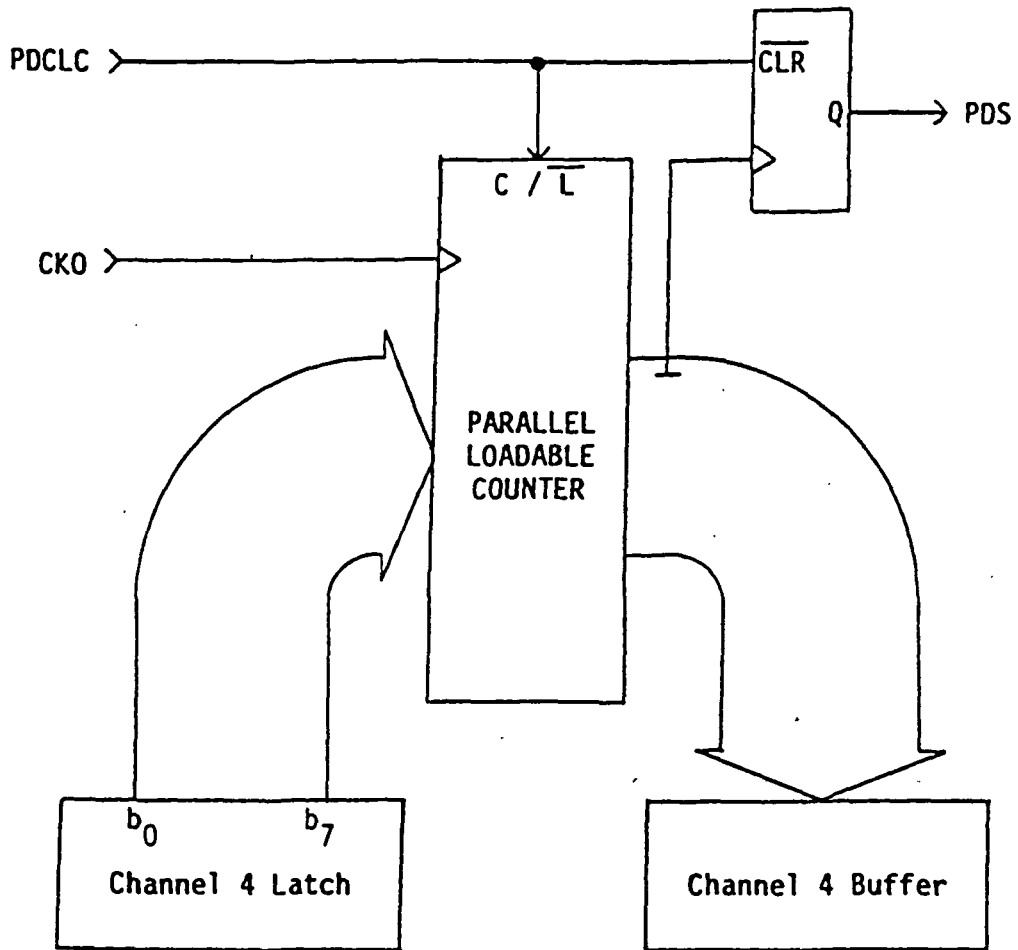 PDCLC
CLR
Q
PDS
C / L
CKO
PARALLEL
LOADABLE
COUNTER
b0
b7
Channel 4 Latch
Channel 4 Buffer